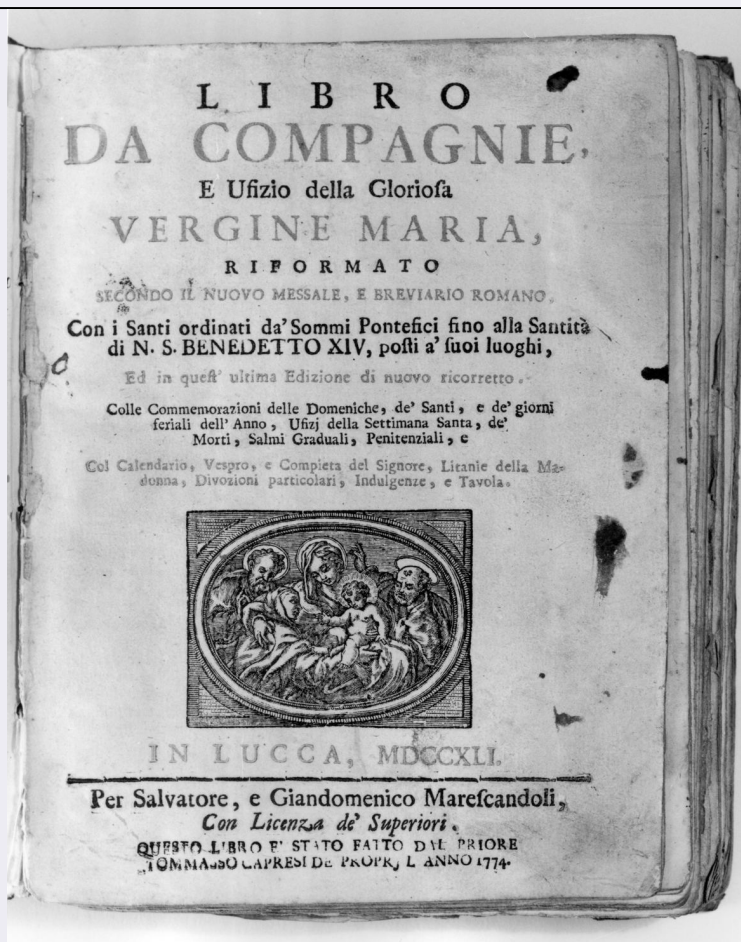 LIBRO
DA COMPAGNIE,
E Ufizio della Glorioſa
VERGINE MARIA,
RIFORMATO
SECONDO IL NUOVO MESSALE, E BREVIARIO ROMANO.
Con i Santi ordinati da' Sommi Pontefici fino alla Santità
di N. S. BENEDETTO XIV, poſti a' ſuoi luoghi,
Ed in queſt' ultima Edizione di nuovo ricorretto.
Colle Commemorazioni delle Domeniche, de' Santi, e de' giorni
feriali dell' Anno, Ufizj della Settimana Santa, de'
Morti, Salmi Graduali, Penitenziali, e
Col Calendario, Vespro, e Compieta del Signore, Litanie della Ma-
donna, Divozioni particolari, Indulgenze, e Tavola.
IN LUCCA, MDCCXLI.
Per Salvatore, e Giandomenico Mareſcandoli,
Con Licenza de' Superiori.
QUESTO LIBRO E' STATO FATTO DAL PRIORE
TOMMASSO CAPRESI DE PROPRJ L ANNO 1774.